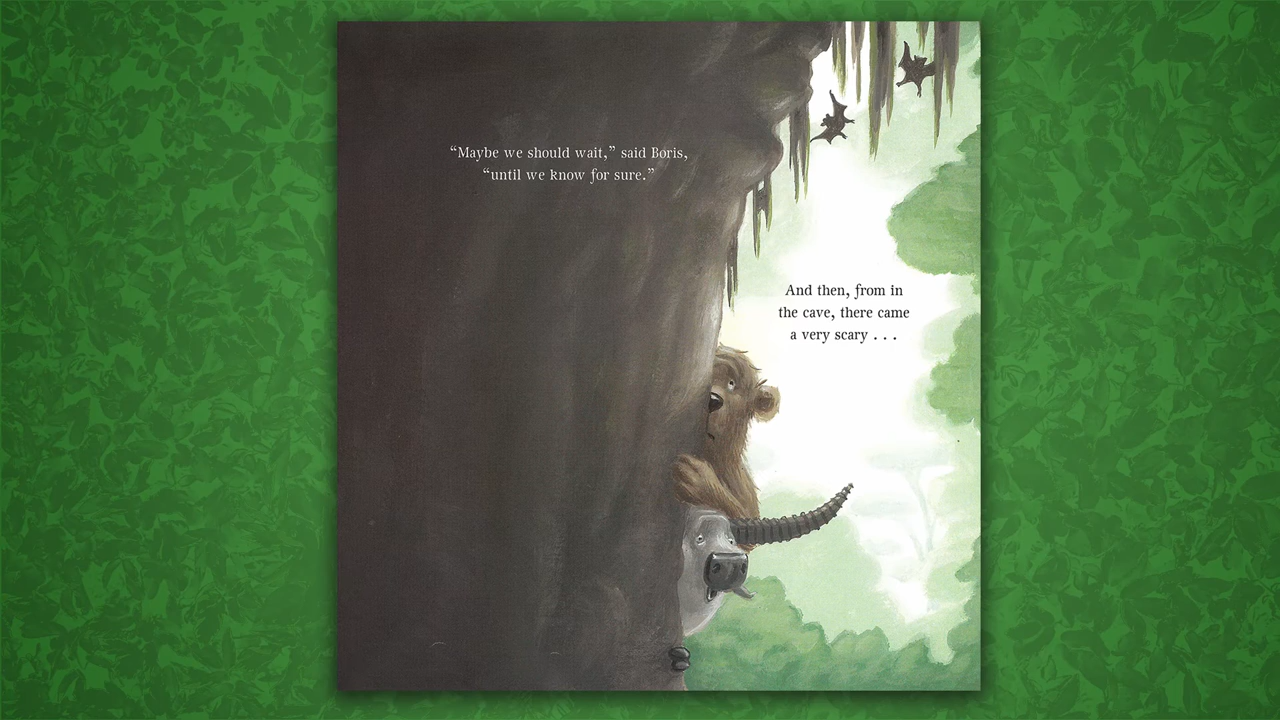 “Maybe we should wait,” said Boris,
“until we know for sure.”
And then, from in
the cave, there came
a very scary . . .